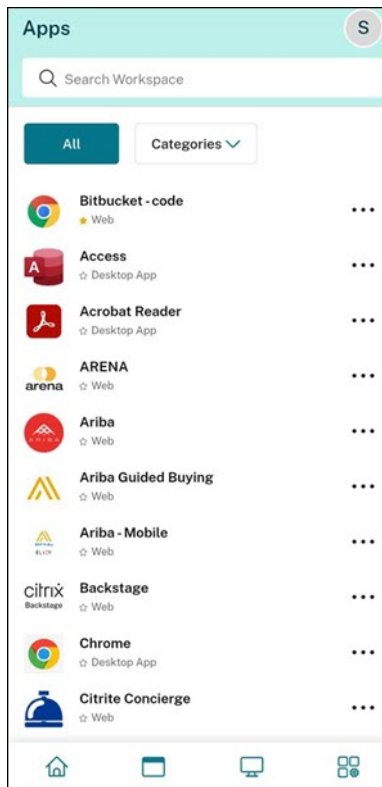 Apps
S
Search Workspace
All
Categories
Bitbucket - code
Web
Access
A
Desktop App
Acrobat Reader
Desktop App
ARENA
arena
Web
Ariba
ARIBA
Web
Ariba Guided Buying
Web
Ariba - Mobile
Web
citrix
Backstage
Backstage
Web
Chrome
Desktop App
Citrite Concierge
Web